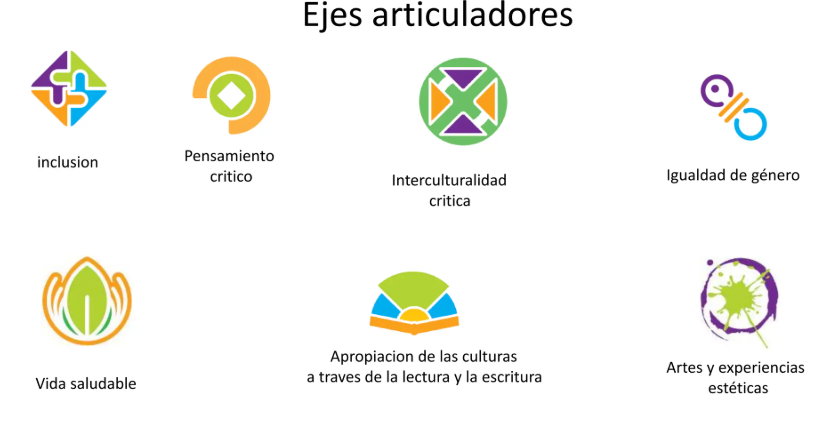 Ejes articuladores
inclusion
Pensamiento
critico
Interculturalidad
critica
Igualdad de género
Vida saludable
Apropiacion de las culturas
a traves de la lectura y la escritura
Artes y experiencias
estéticas